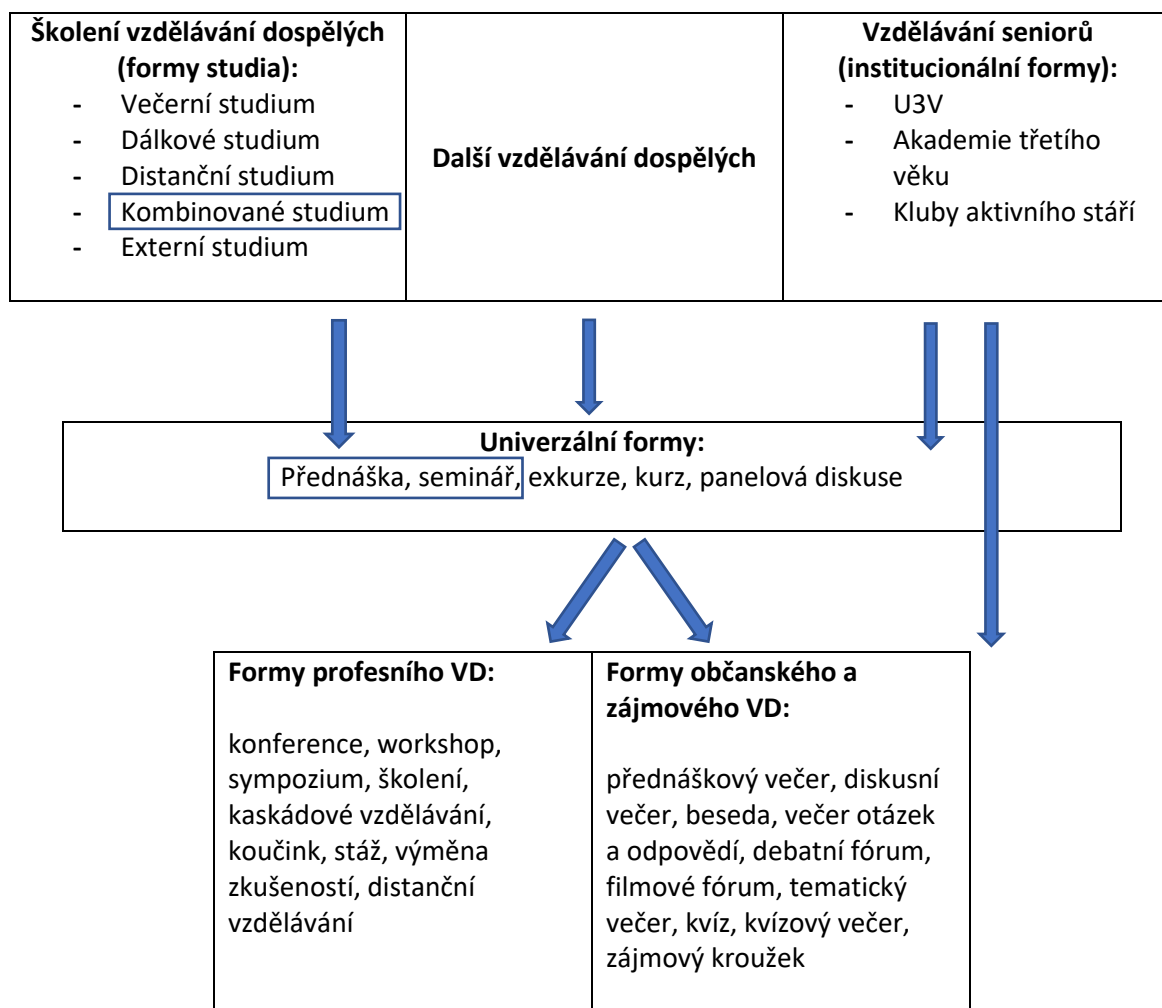 Školení vzdělávání dospělých
(formy studia):
- Večerní studium
- Dálkové studium
- Distanční studium
- Kombinované studium
- Externí studium
Další vzdělávání dospělých
Vzdělávání seniorů
(institucionální formy):
- U3V
- Akademie třetího
věku
- Kluby aktivního stáří
Univerzální formy:
Přednáška, seminář, exkurze, kurz, panelová diskuse
Formy profesního VD:
konference, workshop,
sympozium, školení,
kaskádové vzdělávání,
koučink, stáž, výměna
zkušeností, distanční
vzdělávání
Formy občanského a
zájmového VD:
přednáškový večer, diskusní
večer, beseda, večer otázek
a odpovědí, debatní fórum,
filmové fórum, tematický
večer, kvíz, kvízový večer,
zájmový kroužek